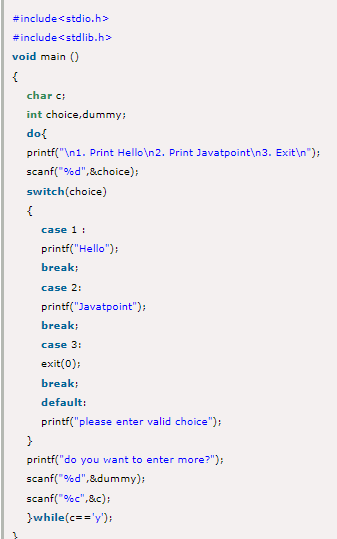 #include<stdio.h>
#include<stdlib.h>
void main ()
{
char c;
int choice,dummy;
do{
printf("\n1. Print Hello\n2. Print Javatpoint\n3. Exit\n");
scanf("%d",&choice);
switch(choice)
{
case 1 :
printf("Hello");
break;
case 2:
printf("Javatpoint");
break;
case 3:
exit(0);
break;
default:
printf("please enter valid choice");
}
printf("do you want to enter more?");
scanf("%d",&dummy);
scanf("%c",&c);
}while(c=='y');
}